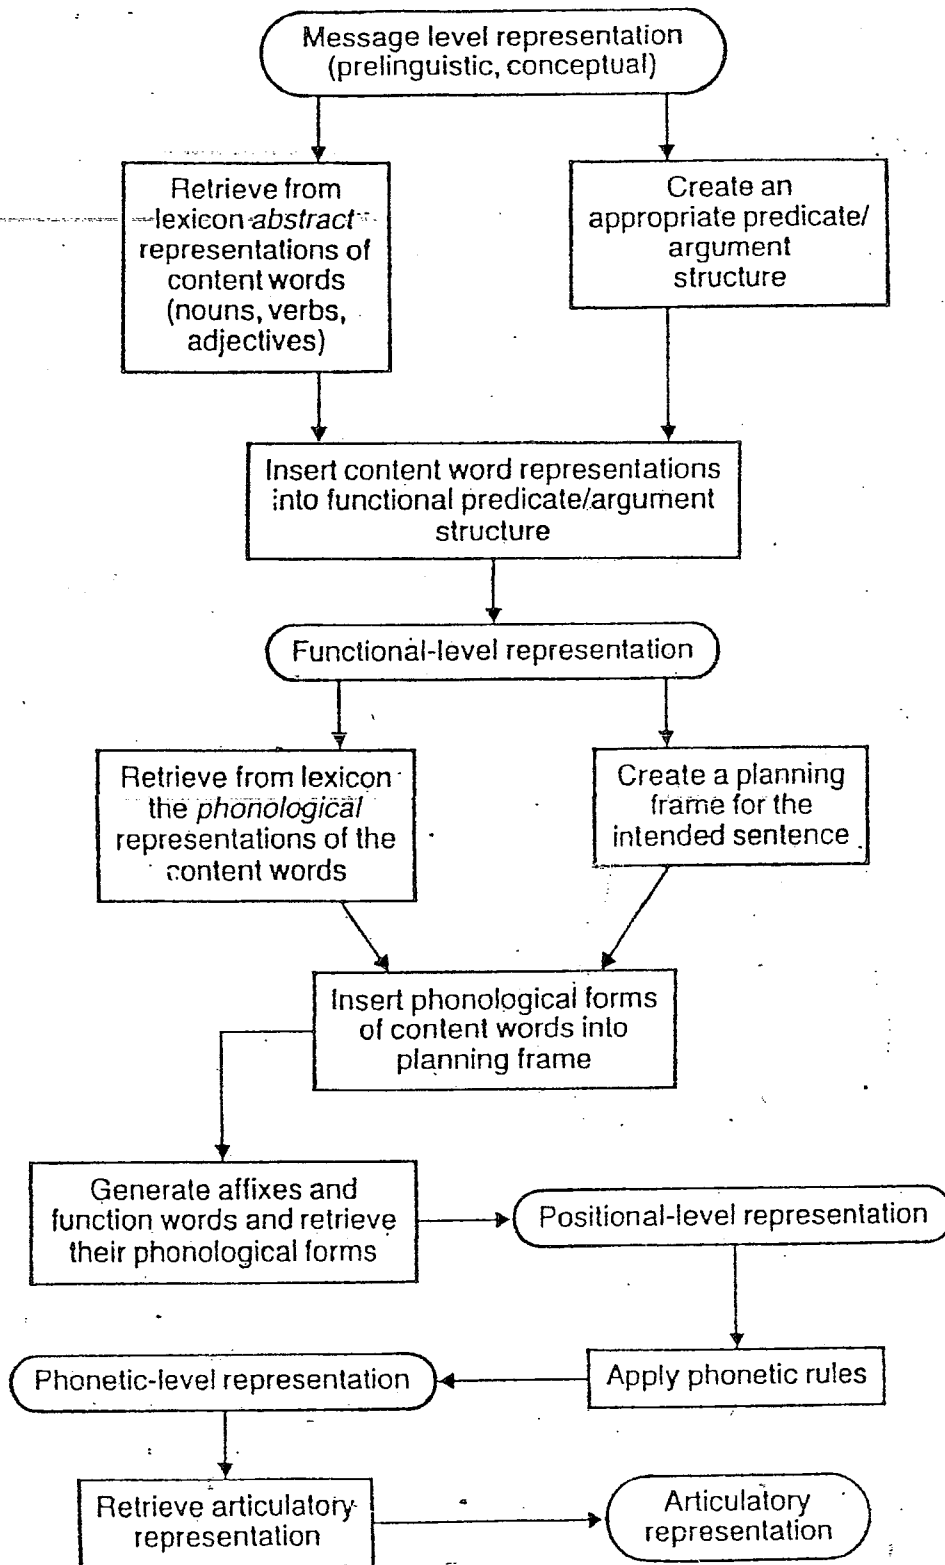 Message level representation
(prelinguistic, conceptual)
Retrieve from
lexicon abstract
representations of
content words
(nouns, verbs,
adjectives)
Create an
appropriate predicate/
argument
structure
Insert content word representations
into functional predicate/argument
structure
Functional-level representation
Retrieve from lexicon
the phonological
representations of the
content words
Create a planning
frame for the
intended sentence
Insert phonological forms
of content words into
planning frame
Generate affixes and
function words and retrieve
their phonological forms
Positional-level representation
Phonetic-level representation
Apply phonetic rules
Retrieve articulatory
representation
Articulatory
representation